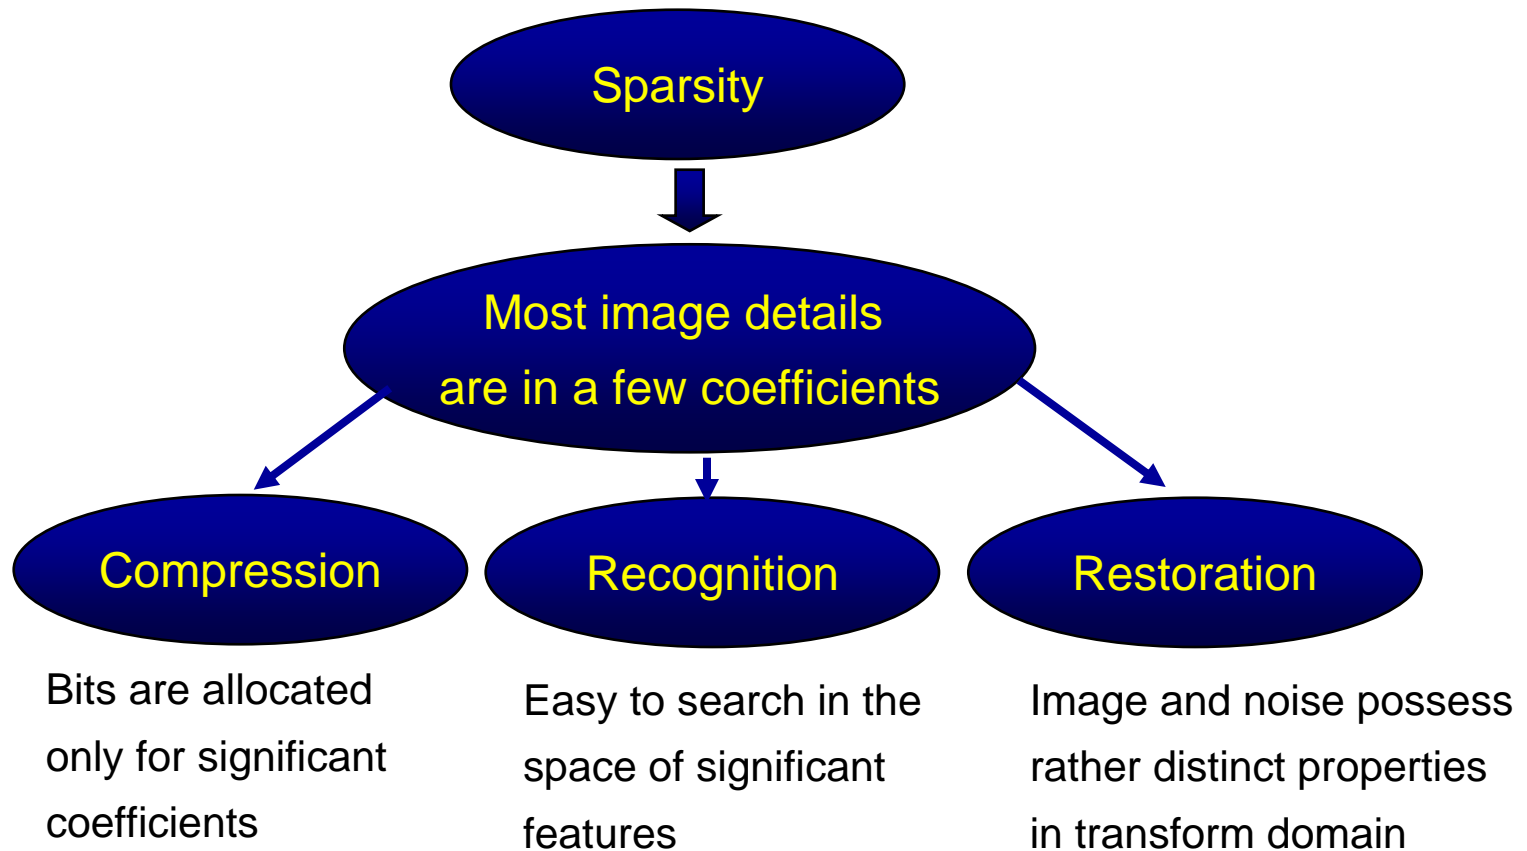 Sparsity
Most image details
are in a few coefficients
Compression
Recognition
Restoration
Bits are allocated
only for significant
coefficients
Easy to search in the
space of significant
features
Image and noise possess
rather distinct properties
in transform domain